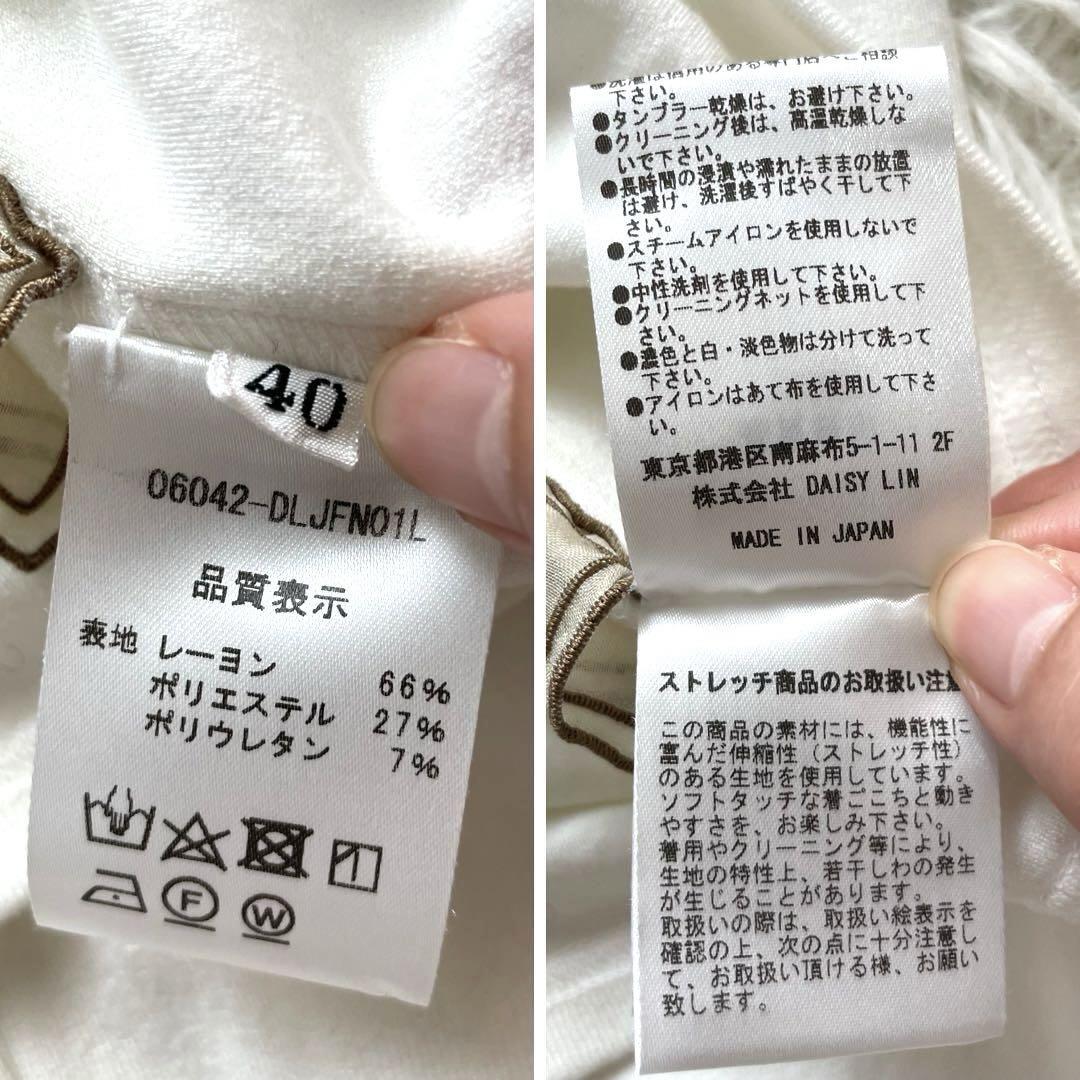 40
06042-DLJFN01L
品質表示
表地 レーヨン 66%
ポリエステル 27%
ポリウレタン 7%
F
W
●洗濯は信用のある専門店へご相談
下さい。
●タンブラー乾燥は、お避け下さい。
●クリーニング後は、高温乾燥しな
いで下さい。
●長時間の浸漬や濡れたままの放置
は避け、洗濯後すばやく干して下
さい。
●スチームアイロンを使用しないで
下さい。
●中性洗剤を使用して下さい。
●クリーニングネットを使用して下
さい。
●濃色と白・淡色物は分けて洗って
下さい。
●アイロンはあて布を使用して下さ
い。
東京都港区南麻布5-1-11 2F
株式会社 DAISY LIN
MADE IN JAPAN
ストレッチ商品のお取扱い注意
この商品の素材には、機能性に
富んだ伸縮性(ストレッチ性)
のある生地を使用しています。
ソフトタッチな着ごこちと動き
やすさを、お楽しみ下さい。
着用やクリーニング等により、
生地の特性上、若干しわの発生
が生じることがあります。
取扱いの際は、取扱い絵表示を
確認の上、次の点に十分注意し
て、お取扱い頂ける様、お願い
致します。